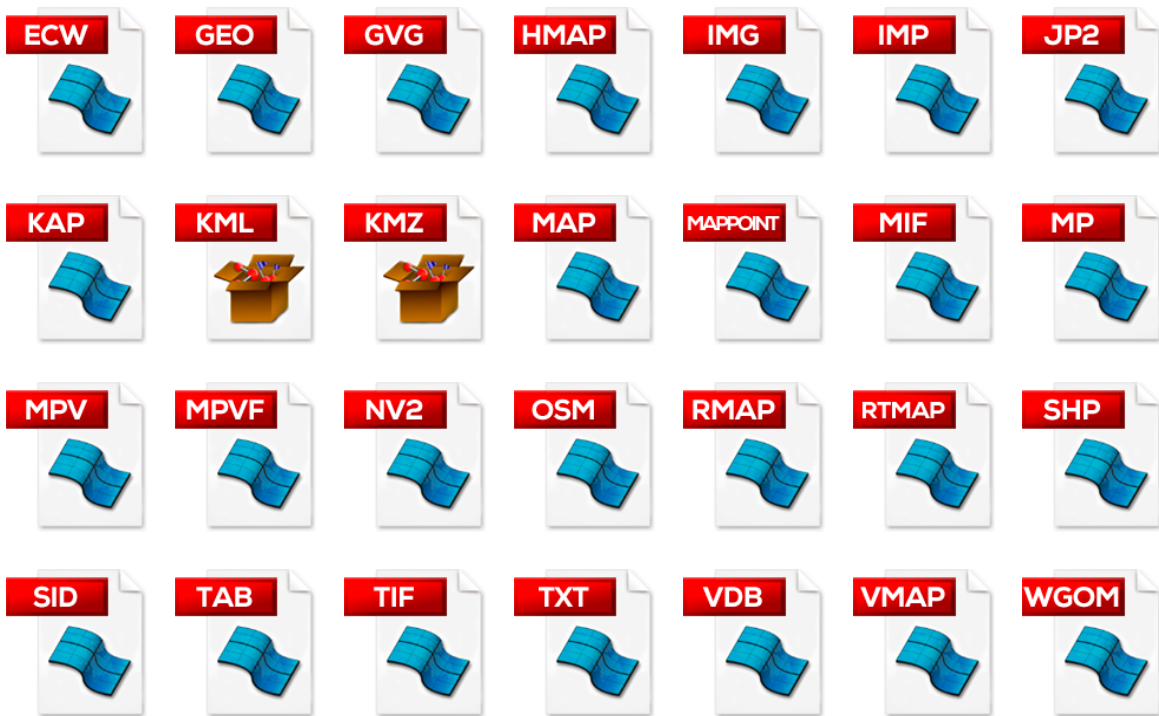 ECW GEO GVG HMAP IMG IMP JP2
KAP KML KMZ MAP MAPPOINT MIF MP
MPV MPVF NV2 OSM RMAP RTMAP SHP
SID TAB TIF TXT VDB VMAP WGOM